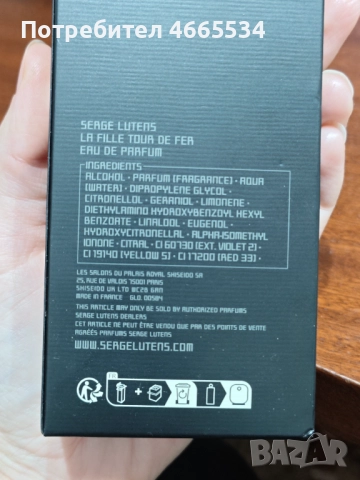 Потребител 4665534
SERGE LUTENS
LA FILLE TOUR DE FER
EAU DE PARFUM
INGREDIENTS
ALCOHOL · PARFUM (FRAGRANCE) · AQUA
(WATER) · DIPROPYLENE GLYCOL ·
CITRONELLOL · GERANIOL · LIMONENE ·
DIETHYLAMINO HYDROXYBENZOYL HEXYL
BENZOATE · LINALOOL · EUGENOL ·
HYDROXYCITRONELLAL · ALPHA-ISOMETHYL
IONONE · CITRAL · CI 60730 (EXT. VIOLET 2) ·
CI 19140 (YELLOW 5) · CI 17200 (RED 33) ·
LES SALONS DU PALAIS ROYAL SHISEIDO SA
25, RUE DE VALOIS 75001 PARIS
SHISEIDO UK LTD WC2B 6AN
MADE IN FRANCE GLO. 00584
THIS ARTICLE MAY ONLY BE SOLD BY AUTHORIZED PARFUMS
SERGE LUTENS DEALERS
CET ARTICLE NE PEUT ÊTRE VENDU QUE PAR DES POINTS DE VENTE
AGRÉÉS PARFUMS SERGE LUTENS
WWW.SERGELUTENS.COM
FR
BAZAR